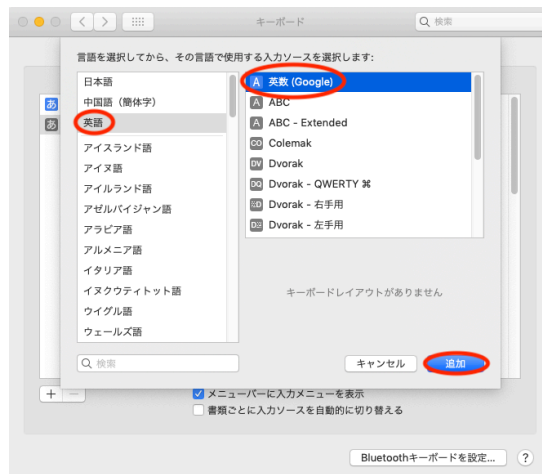 キーボード
検索
言語を選択してから、その言語で使用する入力ソースを選択します:
日本語
中国語（簡体字）
英語
アイスランド語
アイヌ語
アイルランド語
アゼルバイジャン語
アラビア語
アルメニア語
イタリア語
イヌクウティトット語
ウイグル語
ウェールズ語
検索
A 英数 (Google)
A ABC
A ABC - Extended
CO Colemak
DV Dvorak
DQ Dvorak - QWERTY ⌘
Dvorak - 右手用
Dvorak - 左手用
キーボードレイアウトがありません
キャンセル
追加
あ
あ
+ −
メニューバーに入力メニューを表示
書類ごとに入力ソースを自動的に切り替える
Bluetoothキーボードを設定...
?